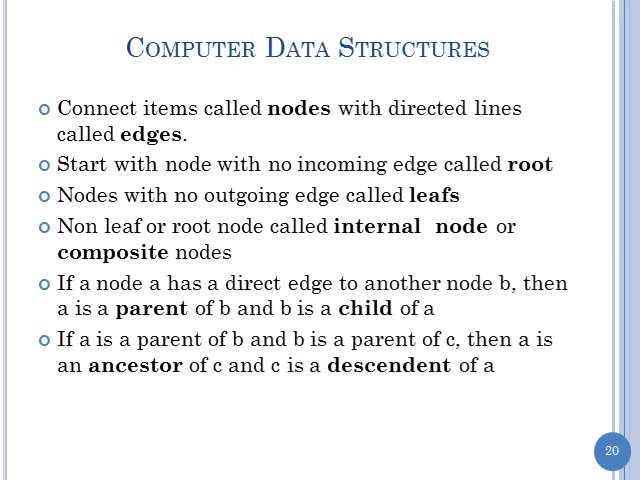 COMPUTER DATA STRUCTURES
Connect items called nodes with directed lines
called edges.
Start with node with no incoming edge called root
Nodes with no outgoing edge called leafs
Non leaf or root node called internal  node or
composite nodes
If a node a has a direct edge to another node b, then
a is a parent of b and b is a child of a
If a is a parent of b and b is a parent of c, then a is
an ancestor of c and c is a descendent of a
20